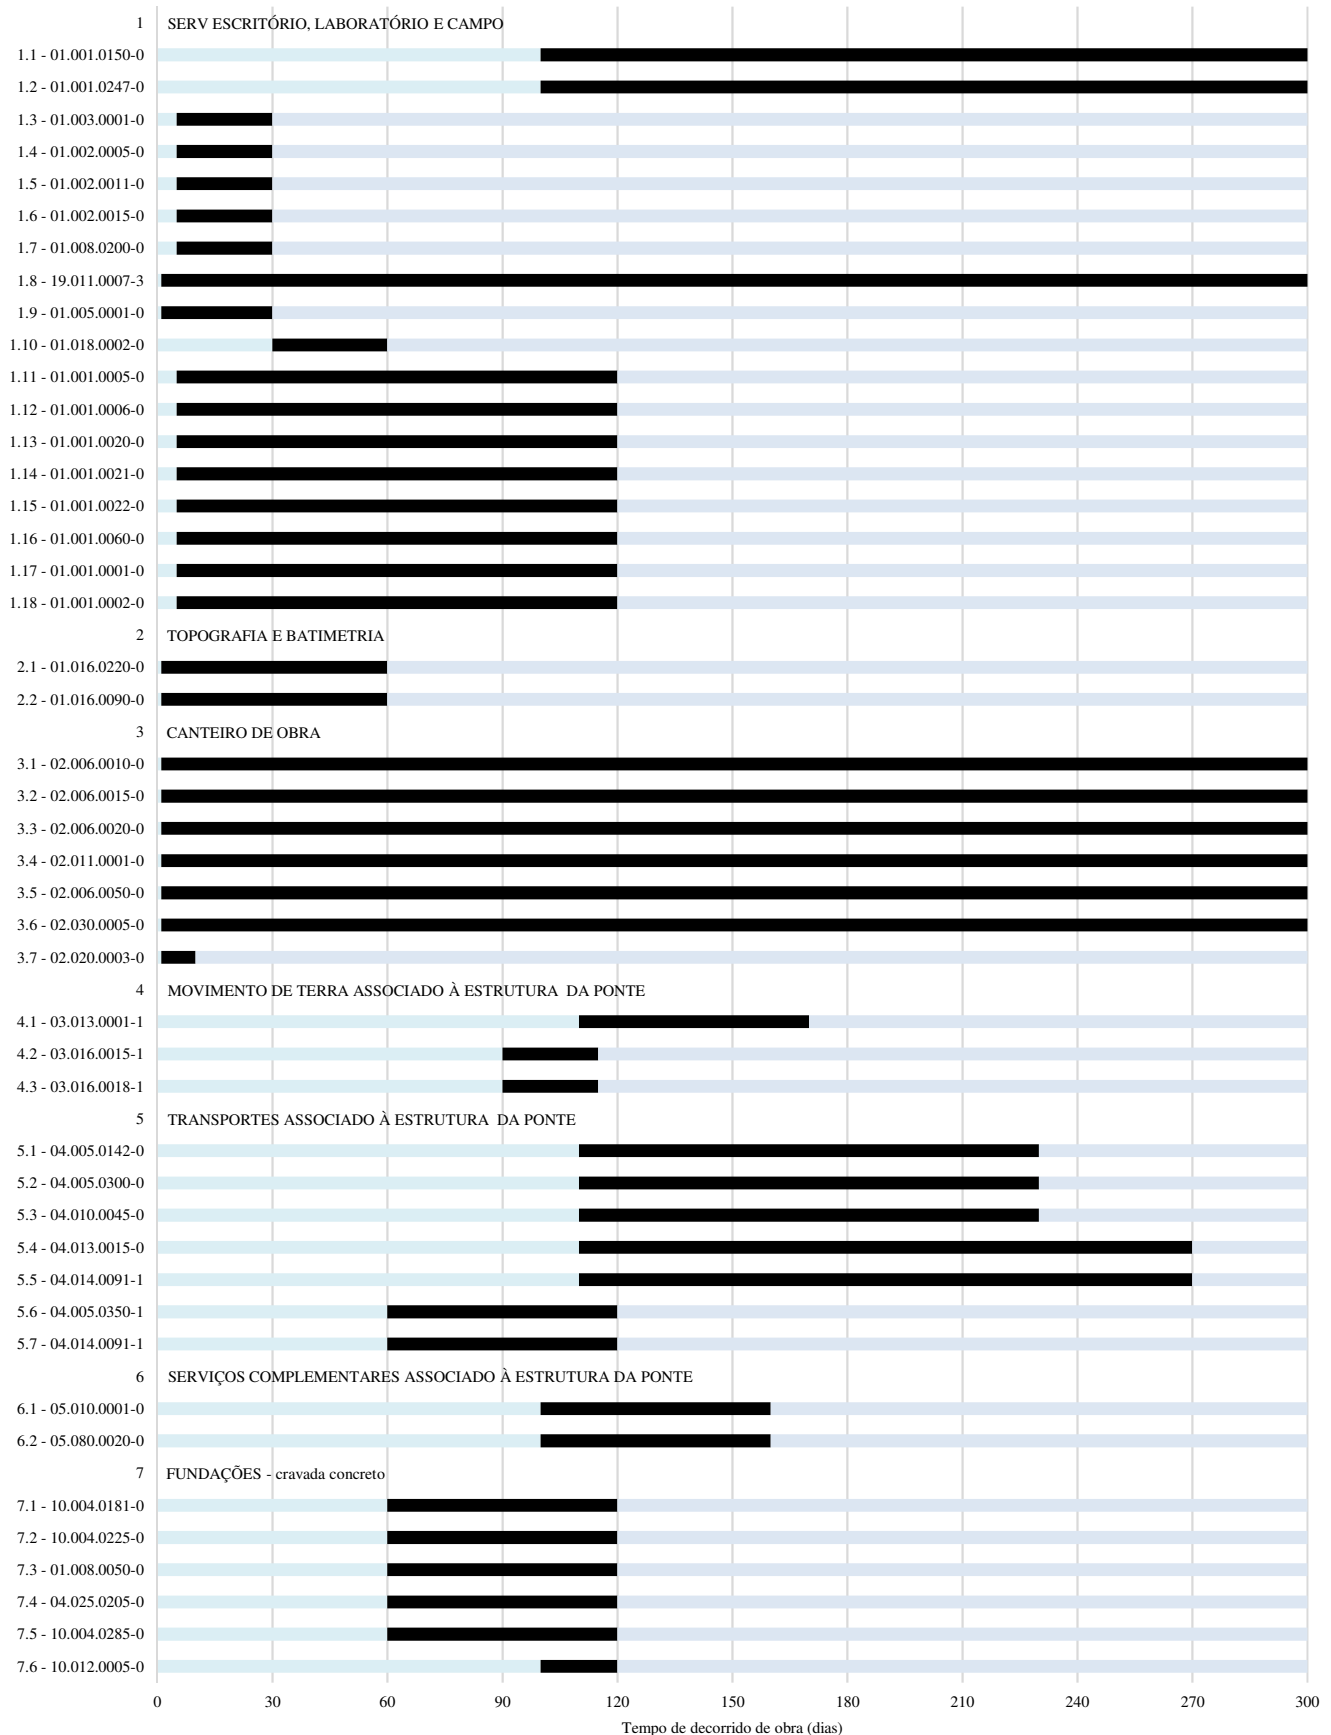 1 SERV ESCRITÓRIO, LABORATÓRIO E CAMPO
1.1 - 01.001.0150-0
1.2 - 01.001.0247-0
1.3 - 01.003.0001-0
1.4 - 01.002.0005-0
1.5 - 01.002.0011-0
1.6 - 01.002.0015-0
1.7 - 01.008.0200-0
1.8 - 19.011.0007-3
1.9 - 01.005.0001-0
1.10 - 01.018.0002-0
1.11 - 01.001.0005-0
1.12 - 01.001.0006-0
1.13 - 01.001.0020-0
1.14 - 01.001.0021-0
1.15 - 01.001.0022-0
1.16 - 01.001.0060-0
1.17 - 01.001.0001-0
1.18 - 01.001.0002-0
2 TOPOGRAFIA E BATIMETRIA
2.1 - 01.016.0220-0
2.2 - 01.016.0090-0
3 CANTEIRO DE OBRA
3.1 - 02.006.0010-0
3.2 - 02.006.0015-0
3.3 - 02.006.0020-0
3.4 - 02.011.0001-0
3.5 - 02.006.0050-0
3.6 - 02.030.0005-0
3.7 - 02.020.0003-0
4 MOVIMENTO DE TERRA ASSOCIADO À ESTRUTURA DA PONTE
4.1 - 03.013.0001-1
4.2 - 03.016.0015-1
4.3 - 03.016.0018-1
5 TRANSPORTES ASSOCIADO À ESTRUTURA DA PONTE
5.1 - 04.005.0142-0
5.2 - 04.005.0300-0
5.3 - 04.010.0045-0
5.4 - 04.013.0015-0
5.5 - 04.014.0091-1
5.6 - 04.005.0350-1
5.7 - 04.014.0091-1
6 SERVIÇOS COMPLEMENTARES ASSOCIADO À ESTRUTURA DA PONTE
6.1 - 05.010.0001-0
6.2 - 05.080.0020-0
7 FUNDAÇÕES - cravada concreto
7.1 - 10.004.0181-0
7.2 - 10.004.0225-0
7.3 - 01.008.0050-0
7.4 - 04.025.0205-0
7.5 - 10.004.0285-0
7.6 - 10.012.0005-0
0 30 60 90 120 150 180 210 240 270 300
Tempo de decorrido de obra (dias)